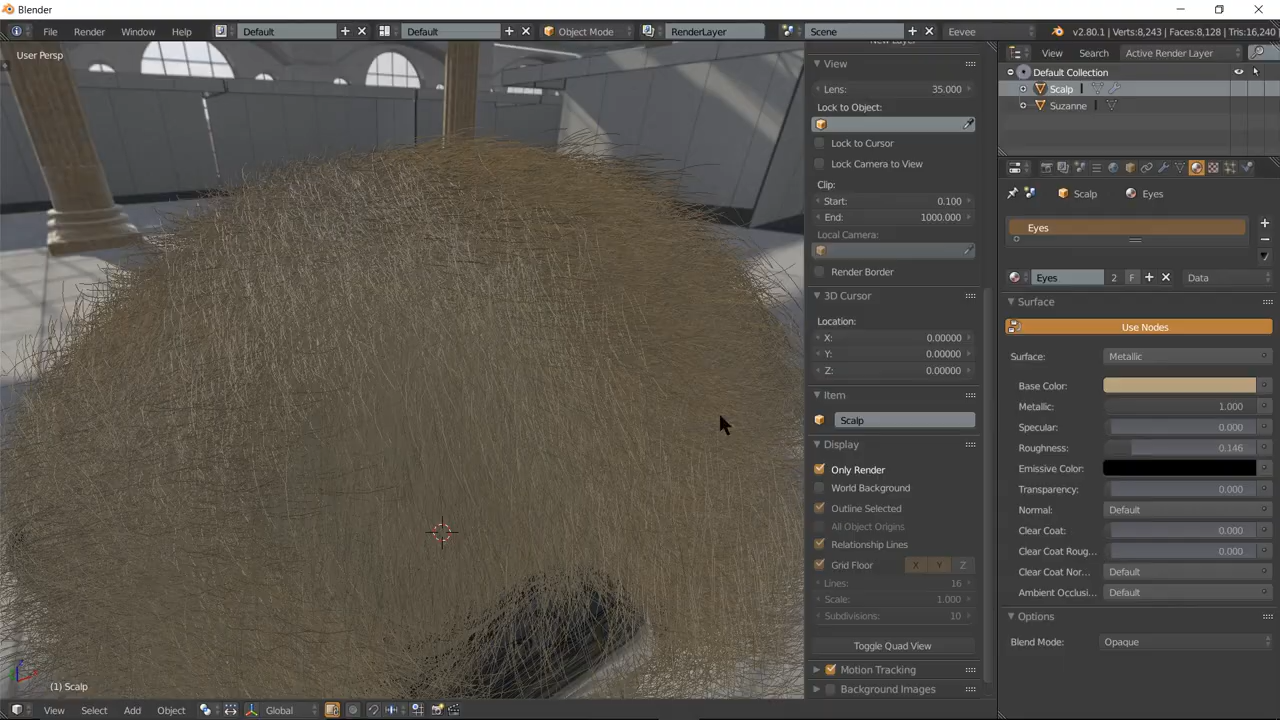 Blender
File Render Window Help Default Default Object Mode RenderLayer Scene Eevee v2.80.1 | Verts:8,243 | Faces:8,128 | Tris:16,240
User Persp
View
Lens: 35.000
Lock to Object:
Lock to Cursor
Lock Camera to View
Clip:
Start: 0.100
End: 1000.000
Local Camera:
Render Border
3D Cursor
Location:
X: 0.00000
Y: 0.00000
Z: 0.00000
Item
Scalp
Display
Only Render
World Background
Outline Selected
All Object Origins
Relationship Lines
Grid Floor X Y Z
Lines: 16
Scale: 1.000
Subdivisions: 10
Toggle Quad View
Motion Tracking
Background Images
View Search Active Render Layer
Default Collection
Scalp
Suzanne
Scalp Eyes
Eyes
Eyes 2 F Data
Surface
Use Nodes
Surface: Metallic
Base Color:
Metallic: 1.000
Specular: 0.000
Roughness: 0.146
Emissive Color:
Transparency: 0.000
Normal: Default
Clear Coat: 0.000
Clear Coat Roug... 0.000
Clear Coat Nor... Default
Ambient Occlusi... Default
Options
Blend Mode: Opaque
(1) Scalp
View Select Add Object Global